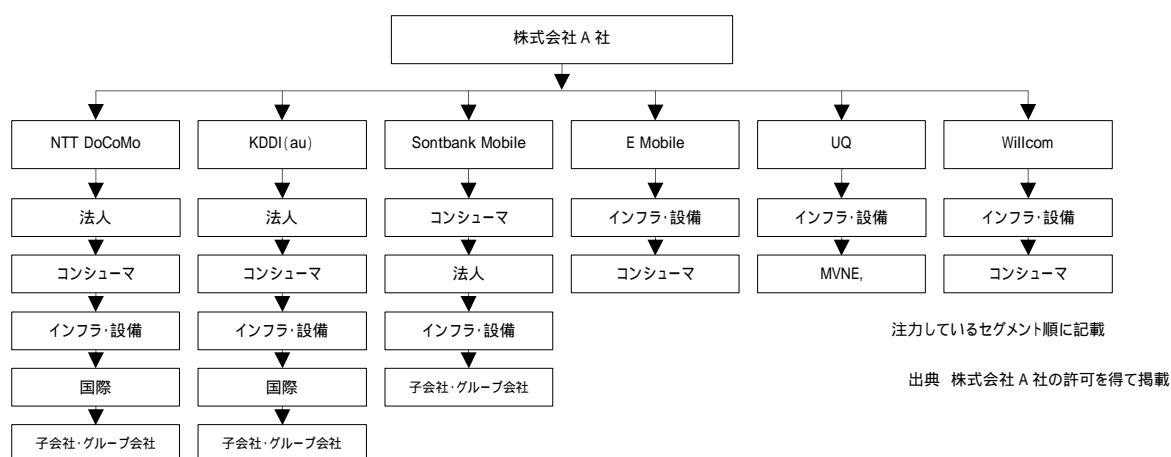 株式会社A社
NTT DoCoMo
KDDI(au)
Sontbank Mobile
E Mobile
UQ
Willcom
法人
法人
コンシューマ
インフラ・設備
インフラ・設備
インフラ・設備
コンシューマ
コンシューマ
法人
コンシューマ
MVNE,
コンシューマ
インフラ・設備
インフラ・設備
インフラ・設備
注力しているセグメント順に記載
国際
国際
子会社・グループ会社
出典 株式会社A社の許可を得て掲載
子会社・グループ会社
子会社・グループ会社